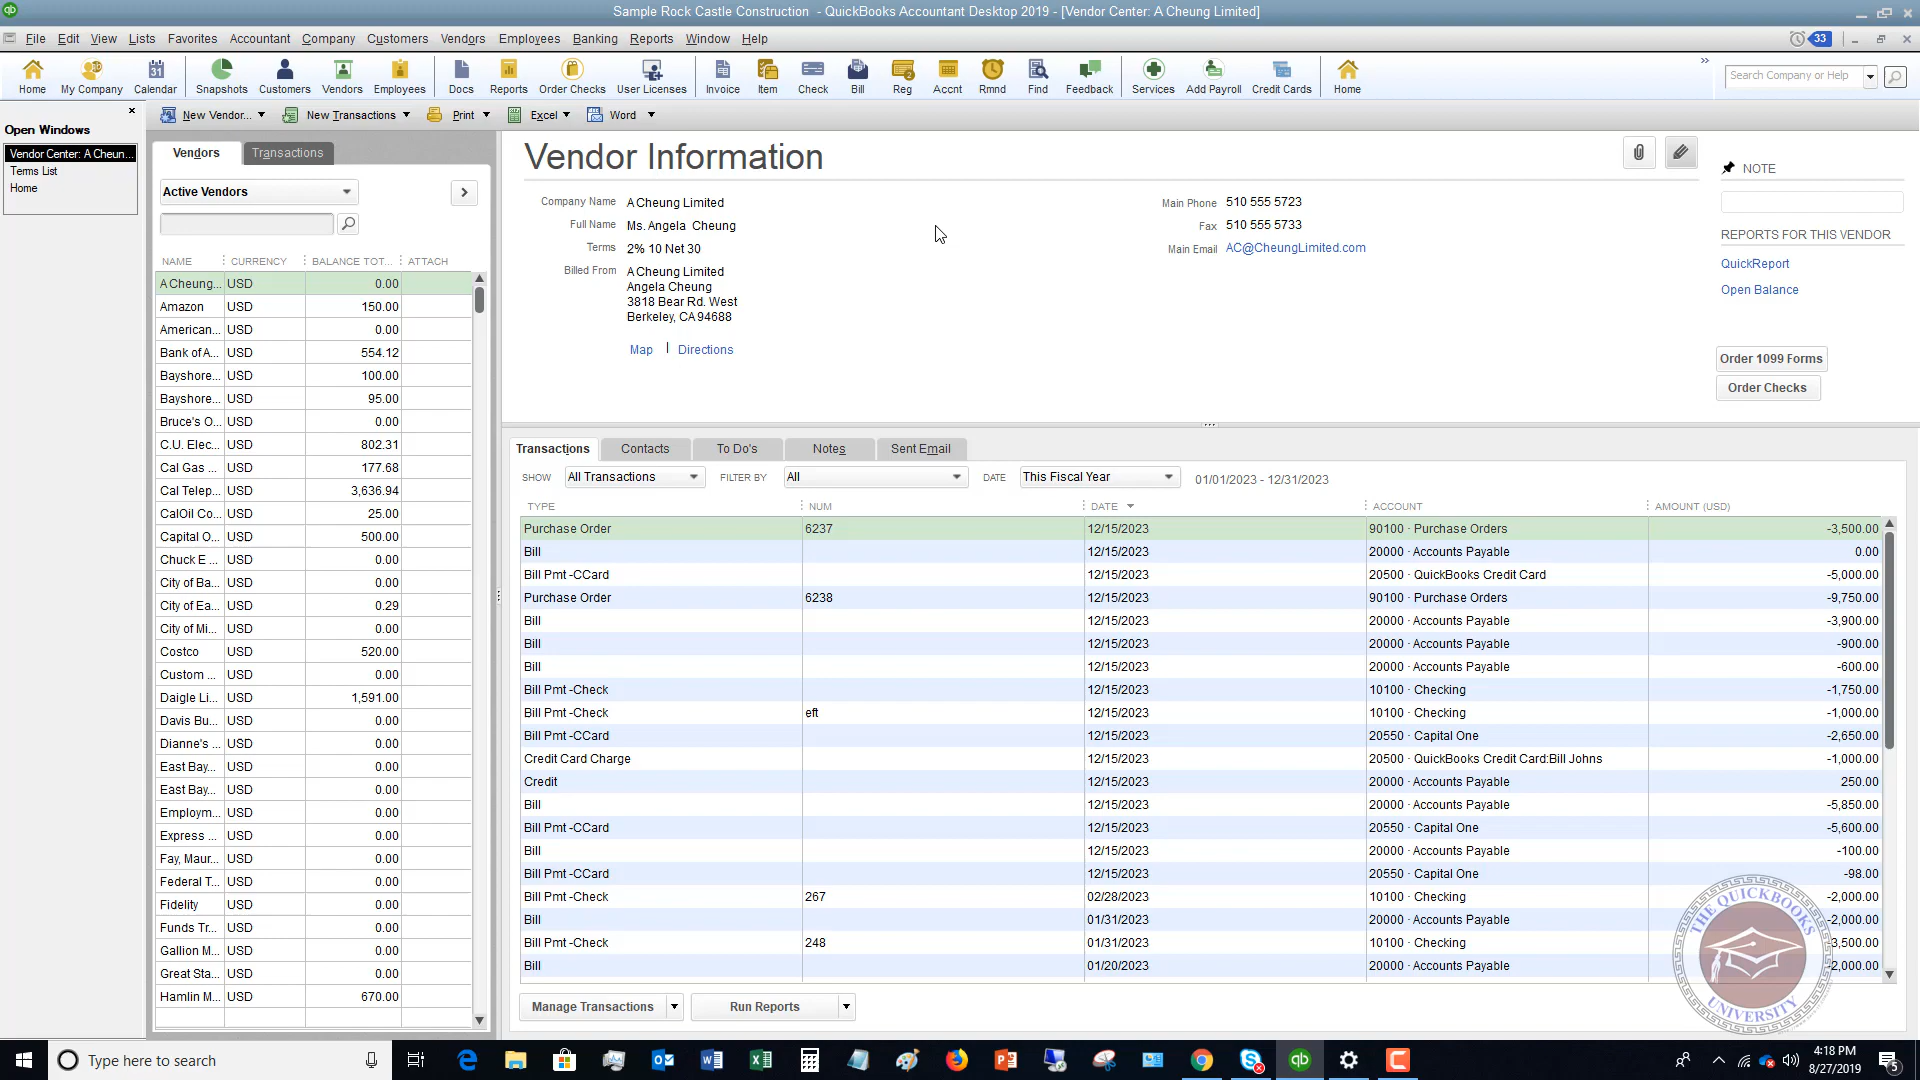 Sample Rock Castle Construction - QuickBooks Accountant Desktop 2019 - [Vendor Center: A Cheung Limited]
File Edit View Lists Favorites Accountant Company Customers Vendors Employees Banking Reports Window Help
33
Home My Company Calendar Snapshots Customers Vendors Employees Docs Reports Order Checks User Licenses Invoice Item Check Bill Reg Accnt Rmnd Find Feedback Services Add Payroll Credit Cards Home
Search Company or Help
New Vendor... New Transactions Print Excel Word
Open Windows
Vendor Center: A Cheun...
Terms List
Home
Vendors Transactions
Active Vendors
NAME CURRENCY BALANCE TOT... ATTACH
A Cheung... USD 0.00
Amazon USD 150.00
American... USD 0.00
Bank of A... USD 554.12
Bayshore... USD 100.00
Bayshore... USD 95.00
Bruce's O... USD 0.00
C.U. Elec... USD 802.31
Cal Gas ... USD 177.68
Cal Telep... USD 3,636.94
CalOil Co... USD 25.00
Capital O... USD 500.00
Chuck E ... USD 0.00
City of Ba... USD 0.00
City of Ea... USD 0.29
City of Mi... USD 0.00
Costco USD 520.00
Custom ... USD 0.00
Daigle Li... USD 1,591.00
Davis Bu... USD 0.00
Dianne's ... USD 0.00
East Bay... USD 0.00
East Bay... USD 0.00
Employm... USD 0.00
Express ... USD 0.00
Fay, Maur... USD 0.00
Federal T... USD 0.00
Fidelity USD 0.00
Funds Tr... USD 0.00
Gallion M... USD 0.00
Great Sta... USD 0.00
Hamlin M... USD 670.00
Vendor Information
Company Name A Cheung Limited
Full Name Ms. Angela Cheung
Terms 2% 10 Net 30
Billed From A Cheung Limited
Angela Cheung
3818 Bear Rd. West
Berkeley, CA 94688
Map | Directions
Main Phone 510 555 5723
Fax 510 555 5733
Main Email AC@CheungLimited.com
NOTE
REPORTS FOR THIS VENDOR
QuickReport
Open Balance
Order 1099 Forms
Order Checks
Transactions Contacts To Do's Notes Sent Email
SHOW All Transactions FILTER BY All DATE This Fiscal Year 01/01/2023 - 12/31/2023
TYPE NUM DATE ACCOUNT AMOUNT (USD)
Purchase Order 6237 12/15/2023 90100 · Purchase Orders -3,500.00
Bill 12/15/2023 20000 · Accounts Payable 0.00
Bill Pmt -CCard 12/15/2023 20500 · QuickBooks Credit Card -5,000.00
Purchase Order 6238 12/15/2023 90100 · Purchase Orders -9,750.00
Bill 12/15/2023 20000 · Accounts Payable -3,900.00
Bill 12/15/2023 20000 · Accounts Payable -900.00
Bill 12/15/2023 20000 · Accounts Payable -600.00
Bill Pmt -Check 12/15/2023 10100 · Checking -1,750.00
Bill Pmt -Check eft 12/15/2023 10100 · Checking -1,000.00
Bill Pmt -CCard 12/15/2023 20550 · Capital One -2,650.00
Credit Card Charge 12/15/2023 20500 · QuickBooks Credit Card:Bill Johns -1,000.00
Credit 12/15/2023 20000 · Accounts Payable 250.00
Bill 12/15/2023 20000 · Accounts Payable -5,850.00
Bill Pmt -CCard 12/15/2023 20550 · Capital One -5,600.00
Bill 12/15/2023 20000 · Accounts Payable -100.00
Bill Pmt -CCard 12/15/2023 20550 · Capital One -98.00
Bill Pmt -Check 267 02/28/2023 10100 · Checking -2,000.00
Bill 01/31/2023 20000 · Accounts Payable -2,000.00
Bill Pmt -Check 248 01/31/2023 10100 · Checking 3,500.00
Bill 01/20/2023 20000 · Accounts Payable 2,000.00
Manage Transactions Run Reports
THE QUICKBOOKS UNIVERSITY
Type here to search
4:18 PM
8/27/2019
5